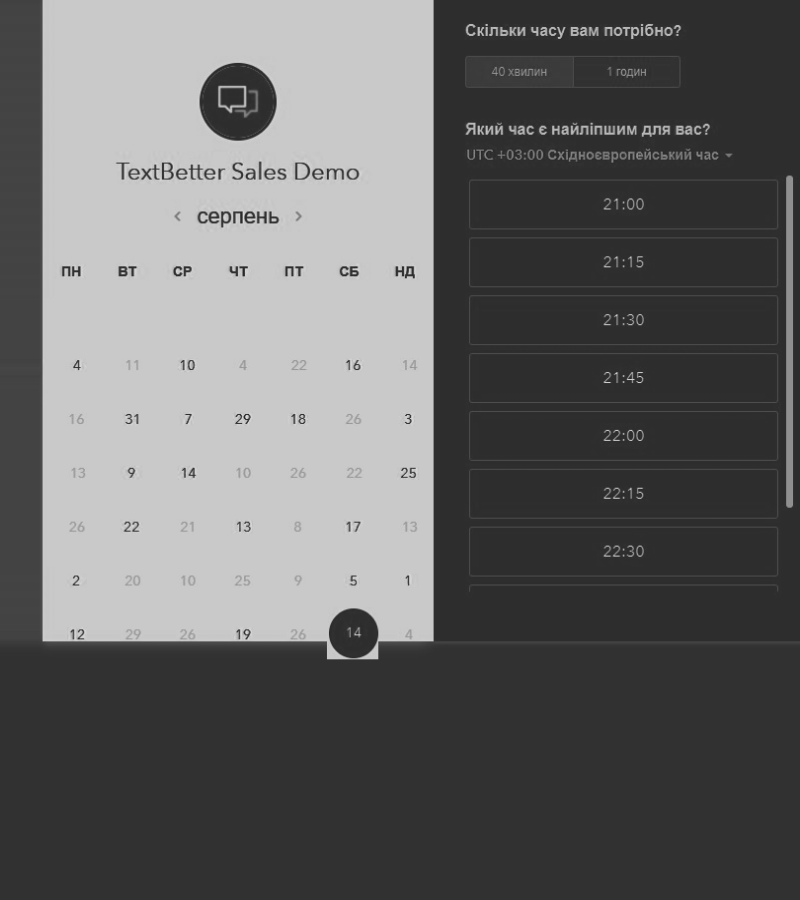 TextBetter Sales Demo
серпень
ПН ВТ СР ЧТ ПТ СБ НД
4 11 10 4 22 16 14
16 31 7 29 18 26 3
13 9 14 10 26 22 25
26 22 21 13 8 17 13
2 20 10 25 9 5 1
12 29 26 19 26 14 4
Скільки часу вам потрібно?
40 хвилин 1 годин
Який час є найліпшим для вас?
UTC +03:00 Східноєвропейський час
21:00
21:15
21:30
21:45
22:00
22:15
22:30